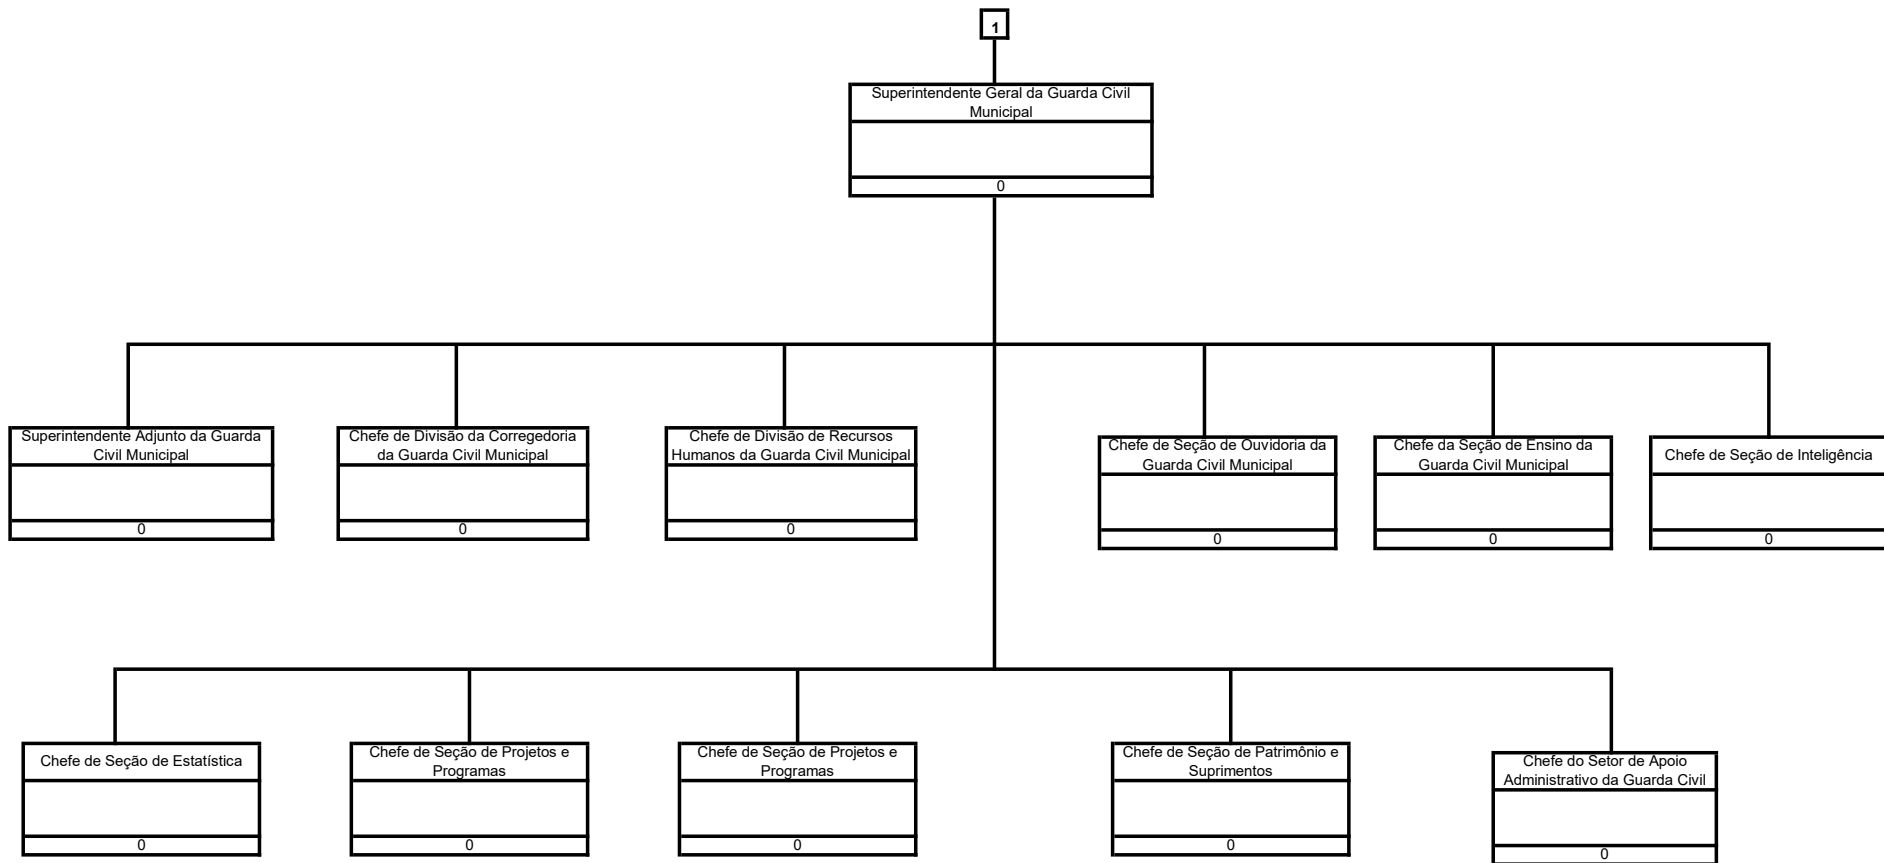 1
Superintendente Geral da Guarda Civil
Municipal
0
Superintendente Adjunto da Guarda
Civil Municipal
0
Chefe de Divisão da Corregedoria
da Guarda Civil Municipal
0
Chefe de Divisão de Recursos
Humanos da Guarda Civil Municipal
0
Chefe de Seção de Ouvidoria da
Guarda Civil Municipal
0
Chefe da Seção de Ensino da
Guarda Civil Municipal
0
Chefe de Seção de Inteligência
0
Chefe de Seção de Estatística
0
Chefe de Seção de Projetos e
Programas
0
Chefe de Seção de Projetos e
Programas
0
Chefe de Seção de Patrimônio e
Suprimentos
0
Chefe do Setor de Apoio
Administrativo da Guarda Civil
0